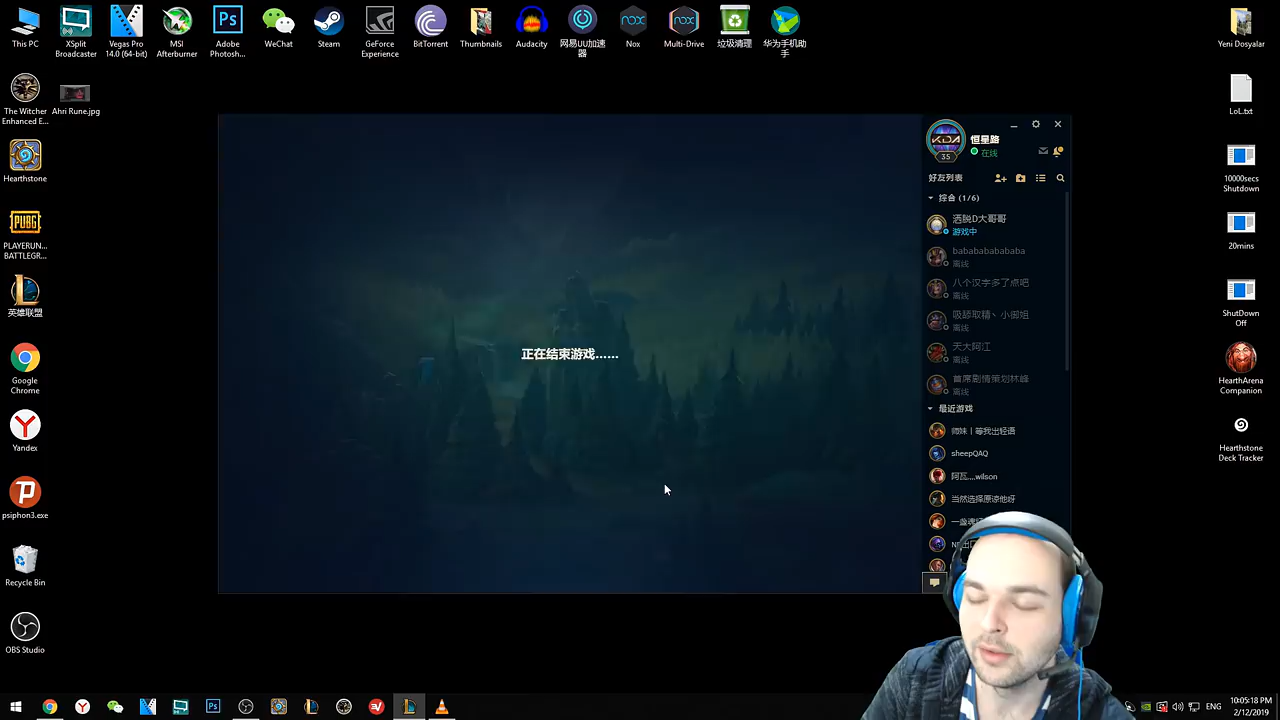 This PC
XSplit
Broadcaster
Vegas Pro
14.0 (64-bit)
MSI
Afterburner
Adobe
Photosh...
WeChat
Steam
GeForce
Experience
BitTorrent
Thumbnails
Audacity
网易UU加速
器
Nox
Multi-Drive
垃圾清理
华为手机助
手
Yeni Dosyalar
The Witcher
Enhanced E...
Ahri Rune.jpg
LoL.txt
Hearthstone
10000secs
Shutdown
PLAYERUN...
BATTLEGR...
20mins
英雄联盟
ShutDown
Off
Google
Chrome
HearthArena
Companion
Yandex
Hearthstone
Deck Tracker
psiphon3.exe
Recycle Bin
OBS Studio
正在结束游戏......
KDA
35
恒星路
在线
好友列表
综合 (1/6)
洒脱D大哥哥
游戏中
babababababa
离线
八个汉字多了点吧
离线
吸舔取精丶小御姐
离线
天大阿江
离线
首席剧情策划林峰
离线
最近游戏
师妹丨等我出轻语
sheepQAQ
阿瓦...wilson
当然选择原谅他呀
ENG
10:05:18 PM
2/12/2019